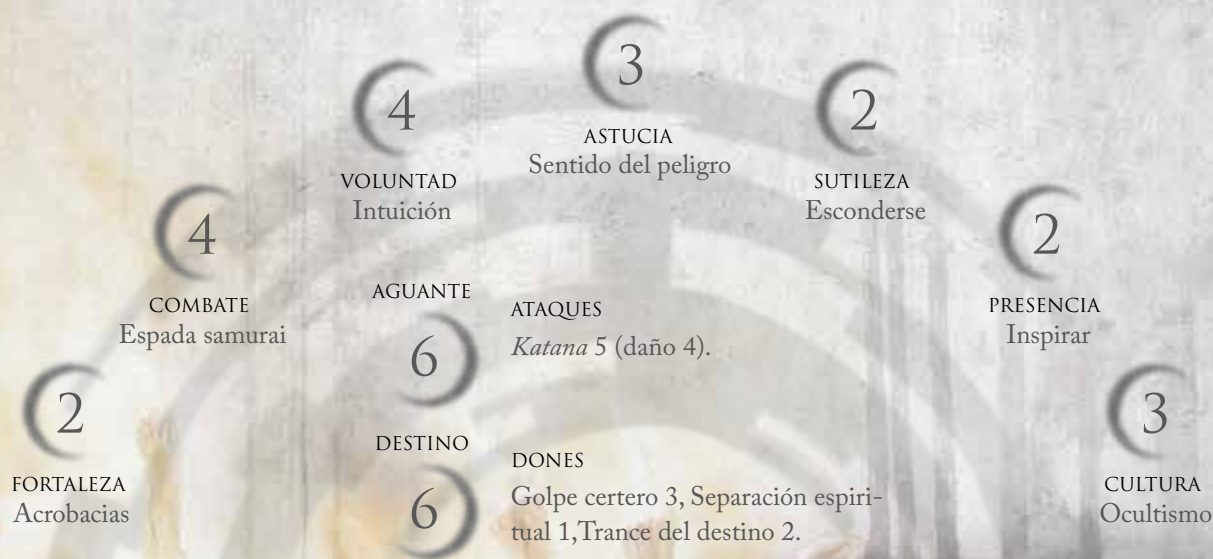 2
FORTALEZA
Acrobacias
4
COMBATE
Espada samurai
4
VOLUNTAD
Intuición
3
ASTUCIA
Sentido del peligro
2
SUTILEZA
Esconderse
2
PRESENCIA
Inspirar
3
CULTURA
Ocultismo
AGUANTE
6
ATAQUES
Katana 5 (daño 4).
DESTINO
6
DONES
Golpe certero 3, Separación espiri-
tual 1,Trance del destino 2.